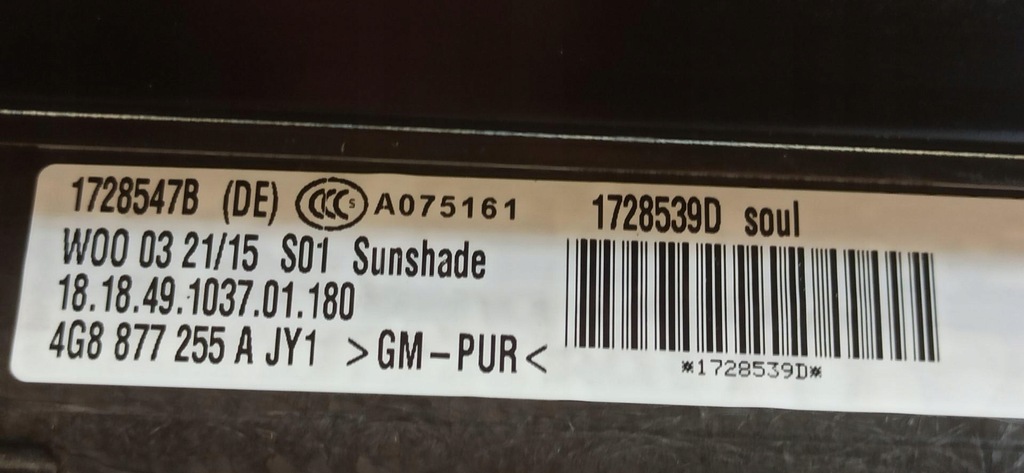 1728547B (DE) CCC S A075161
W00 03 21/15 S01 Sunshade
18.18.49.1037.01.180
4G8 877 255 A JY1 >GM-PUR<
1728539D soul
*1728539D*